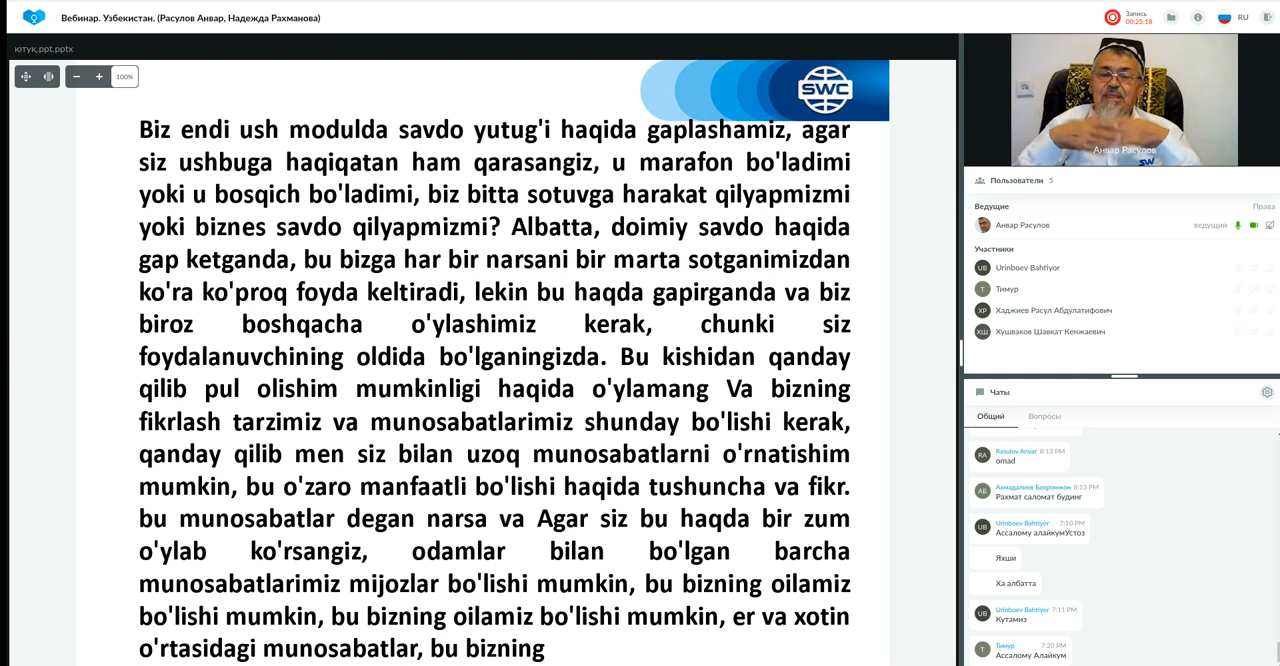 Вебинар. Узбекистан. (Расулов Анвар, Надежда Рахманова)
Запись
00:25:18
RU
ютуқ.ppt.pptx
100%
SWC
Biz endi ush modulda savdo yutug'i haqida gaplashamiz, agar
siz ushbuga haqiqatan ham qarasangiz, u marafon bo'ladimi
yoki u bosqich bo'ladimi, biz bitta sotuvga harakat qilyapmizmi
yoki biznes savdo qilyapmizmi? Albatta, doimiy savdo haqida
gap ketganda, bu bizga har bir narsani bir marta sotganimizdan
ko'ra ko'proq foyda keltiradi, lekin bu haqda gapirganda va biz
biroz boshqacha o'ylashimiz kerak, chunki siz
foydalanuvchining oldida bo'lganingizda. Bu kishidan qanday
qilib pul olishim mumkinligi haqida o'ylamang Va bizning
fikrlash tarzimiz va munosabatlarimiz shunday bo'lishi kerak,
qanday qilib men siz bilan uzoq munosabatlarni o'rnatishim
mumkin, bu o'zaro manfaatli bo'lishi haqida tushuncha va fikr.
bu munosabatlar degan narsa va Agar siz bu haqda bir zum
o'ylab ko'rsangiz, odamlar bilan bo'lgan barcha
munosabatlarimiz mijozlar bo'lishi mumkin, bu bizning oilamiz
bo'lishi mumkin, bu bizning oilamiz bo'lishi mumkin, er va xotin
o'rtasidagi munosabatlar, bu bizning
Анвар Расулов
SW
Пользователи 5
Ведущие Права
Анвар Расулов ведущий
Участники
UB Urinboev Bahtiyor
Т Тимур
ХР Хаджиев Расул Абдулатифович
ХШ Хушваков Шавкат Кенжаевич
Чаты
Общий Вопросы
RA Rasulov Anvar 8:13 PM
omad
АБ Ахмадалиев Бахромжон 8:13 PM
Рахмат саломат будинг
UB Urinboev Bahtiyor 7:10 PM
Ассалому алайкумУстоз
Яхши
Ха албатта
UB Urinboev Bahtiyor 7:11 PM
Кутамиз
Т Тимур 7:20 PM
Ассалому Алайкум